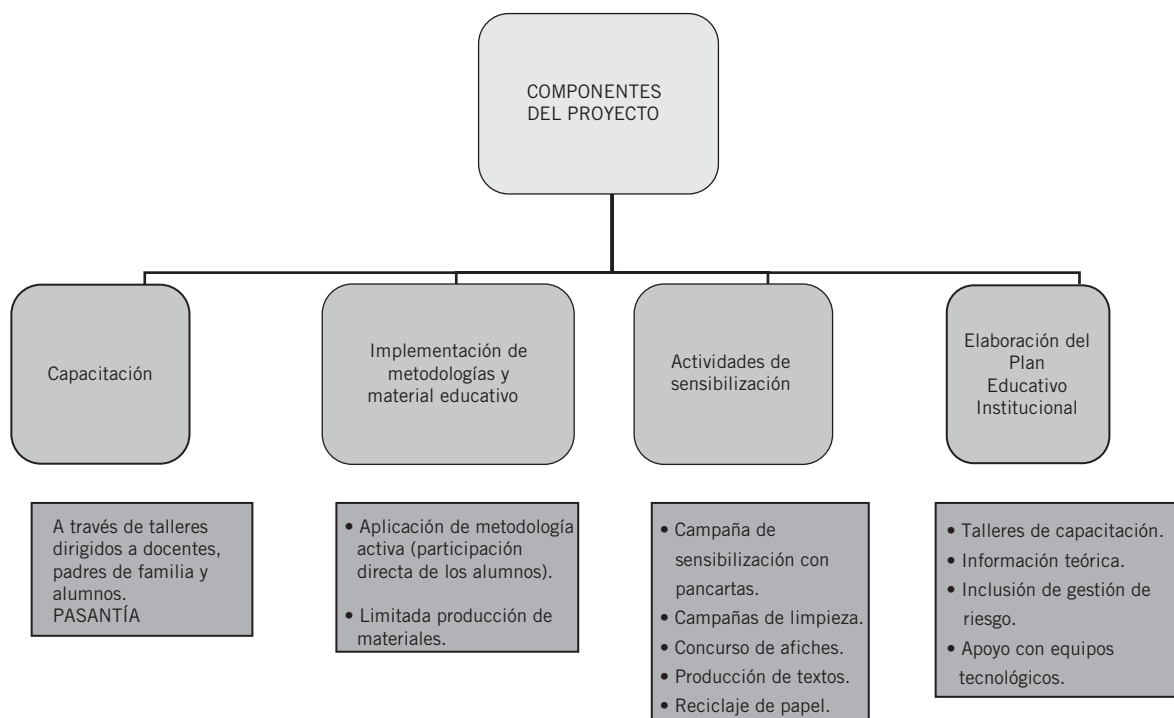 COMPONENTES
DEL PROYECTO
Capacitación
Implementación de
metodologías y
material educativo
Actividades de
sensibilización
Elaboración del
Plan
Educativo
Institucional
A través de talleres
dirigidos a docentes,
padres de familia y
alumnos.
PASANTÍA
• Aplicación de metodología
activa (participación
directa de los alumnos).
• Limitada producción de
materiales.
• Campaña de
sensibilización con
pancartas.
• Campañas de limpieza.
• Concurso de afiches.
• Producción de textos.
• Reciclaje de papel.
• Talleres de capacitación.
• Información teórica.
• Inclusión de gestión de
riesgo.
• Apoyo con equipos
tecnológicos.